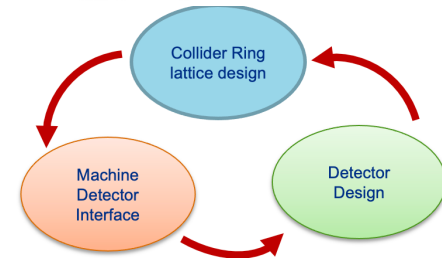 Collider Ring
lattice design
Machine
Detector
Interface
Detector
Design